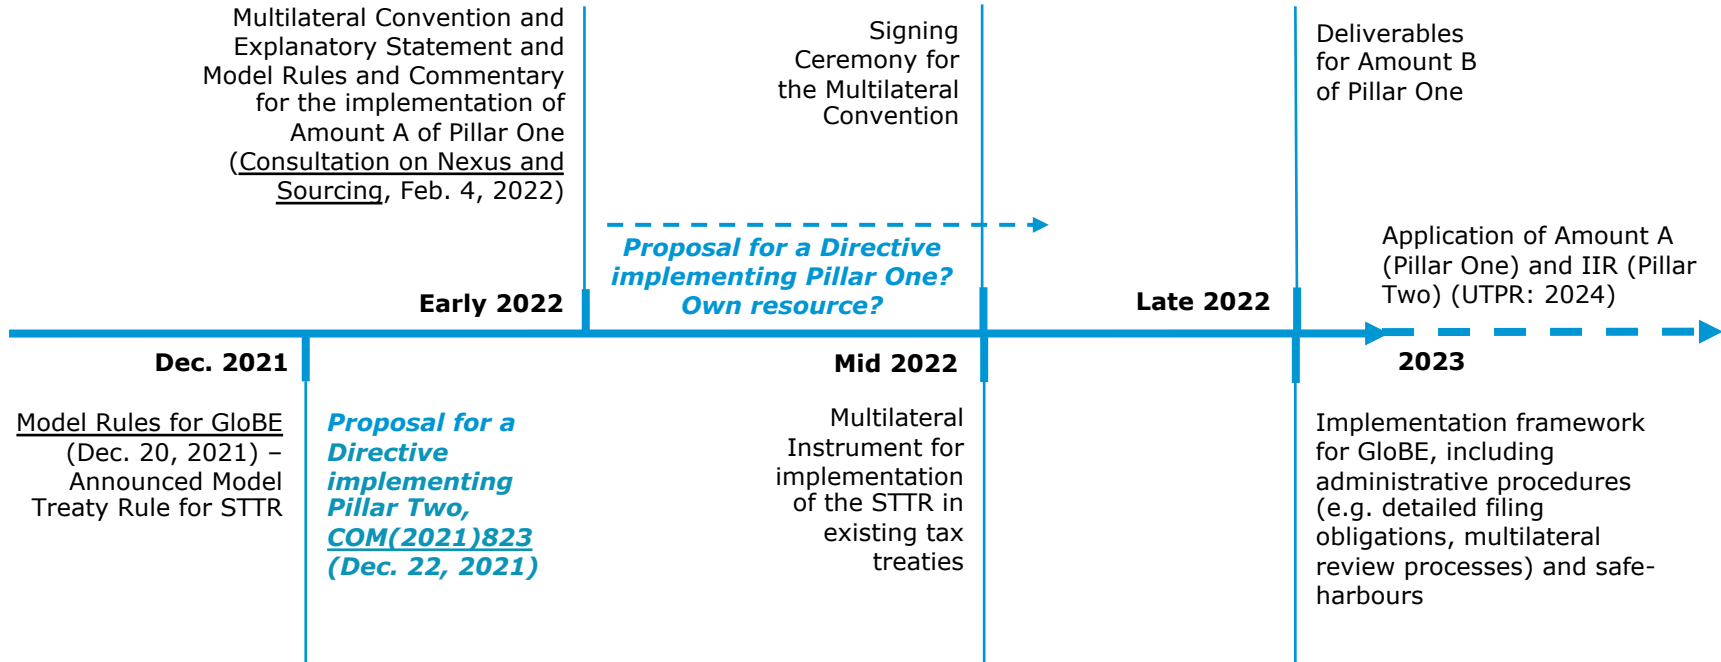 Multilateral Convention and
Explanatory Statement and
Model Rules and Commentary
for the implementation of
Amount A of Pillar One
(Consultation on Nexus and
Sourcing, Feb. 4, 2022)
Signing
Ceremony for
the Multilateral
Convention
Deliverables
for Amount B
of Pillar One
Proposal for a Directive
implementing Pillar One?
Own resource?
Application of Amount A
(Pillar One) and IIR (Pillar
Two) (UTPR: 2024)
Early 2022
Late 2022
Dec. 2021
Mid 2022
2023
Model Rules for GloBE
(Dec. 20, 2021) –
Announced Model
Treaty Rule for STTR
Proposal for a
Directive
implementing
Pillar Two,
COM(2021)823
(Dec. 22, 2021)
Multilateral
Instrument for
implementation
of the STTR in
existing tax
treaties
Implementation framework
for GloBE, including
administrative procedures
(e.g. detailed filing
obligations, multilateral
review processes) and safe-
harbours